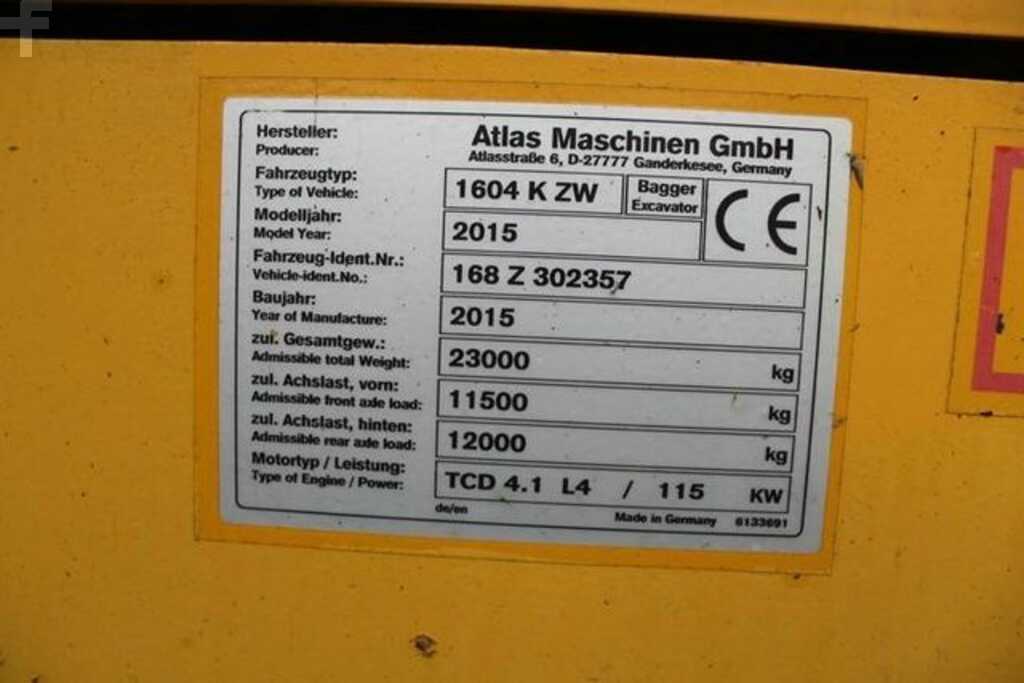 Hersteller: Atlas Maschinen GmbH
Producer: Atlasstraße 6, D-27777 Ganderkesee, Germany
Fahrzeugtyp: 1604 K ZW Bagger CE
Type of Vehicle: Excavator
Modelljahr: 2015
Model Year:
Fahrzeug-Ident.Nr.: 168 Z 302357
Vehicle-ident.No.:
Baujahr: 2015
Year of Manufacture:
zul. Gesamtgew.: 23000 kg
Admissible total Weight:
zul. Achslast, vorn: 11500 kg
Admissible front axle load:
zul. Achslast, hinten: 12000 kg
Admissible rear axle load:
Motortyp / Leistung: TCD 4.1 L4 / 115 KW
Type of Engine / Power:
de/en Made in Germany 6133691